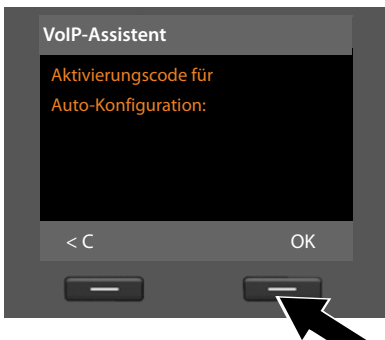 VoIP-Assistent
Aktivierungscode für
Auto-Konfiguration:
< C OK